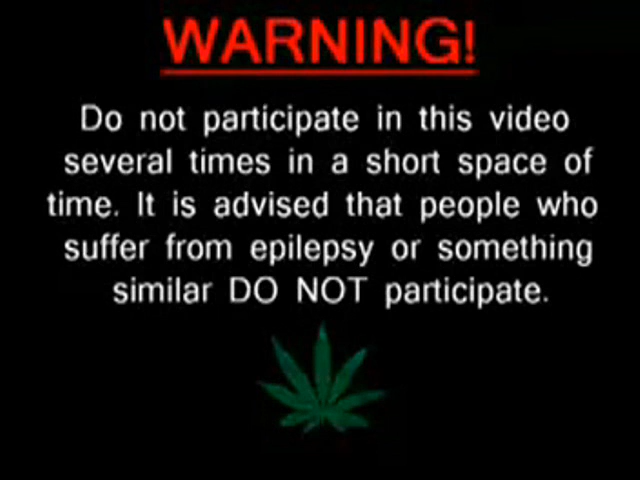 WARNING!
Do not participate in this video
several times in a short space of
time. It is advised that people who
suffer from epilepsy or something
similar DO NOT participate.